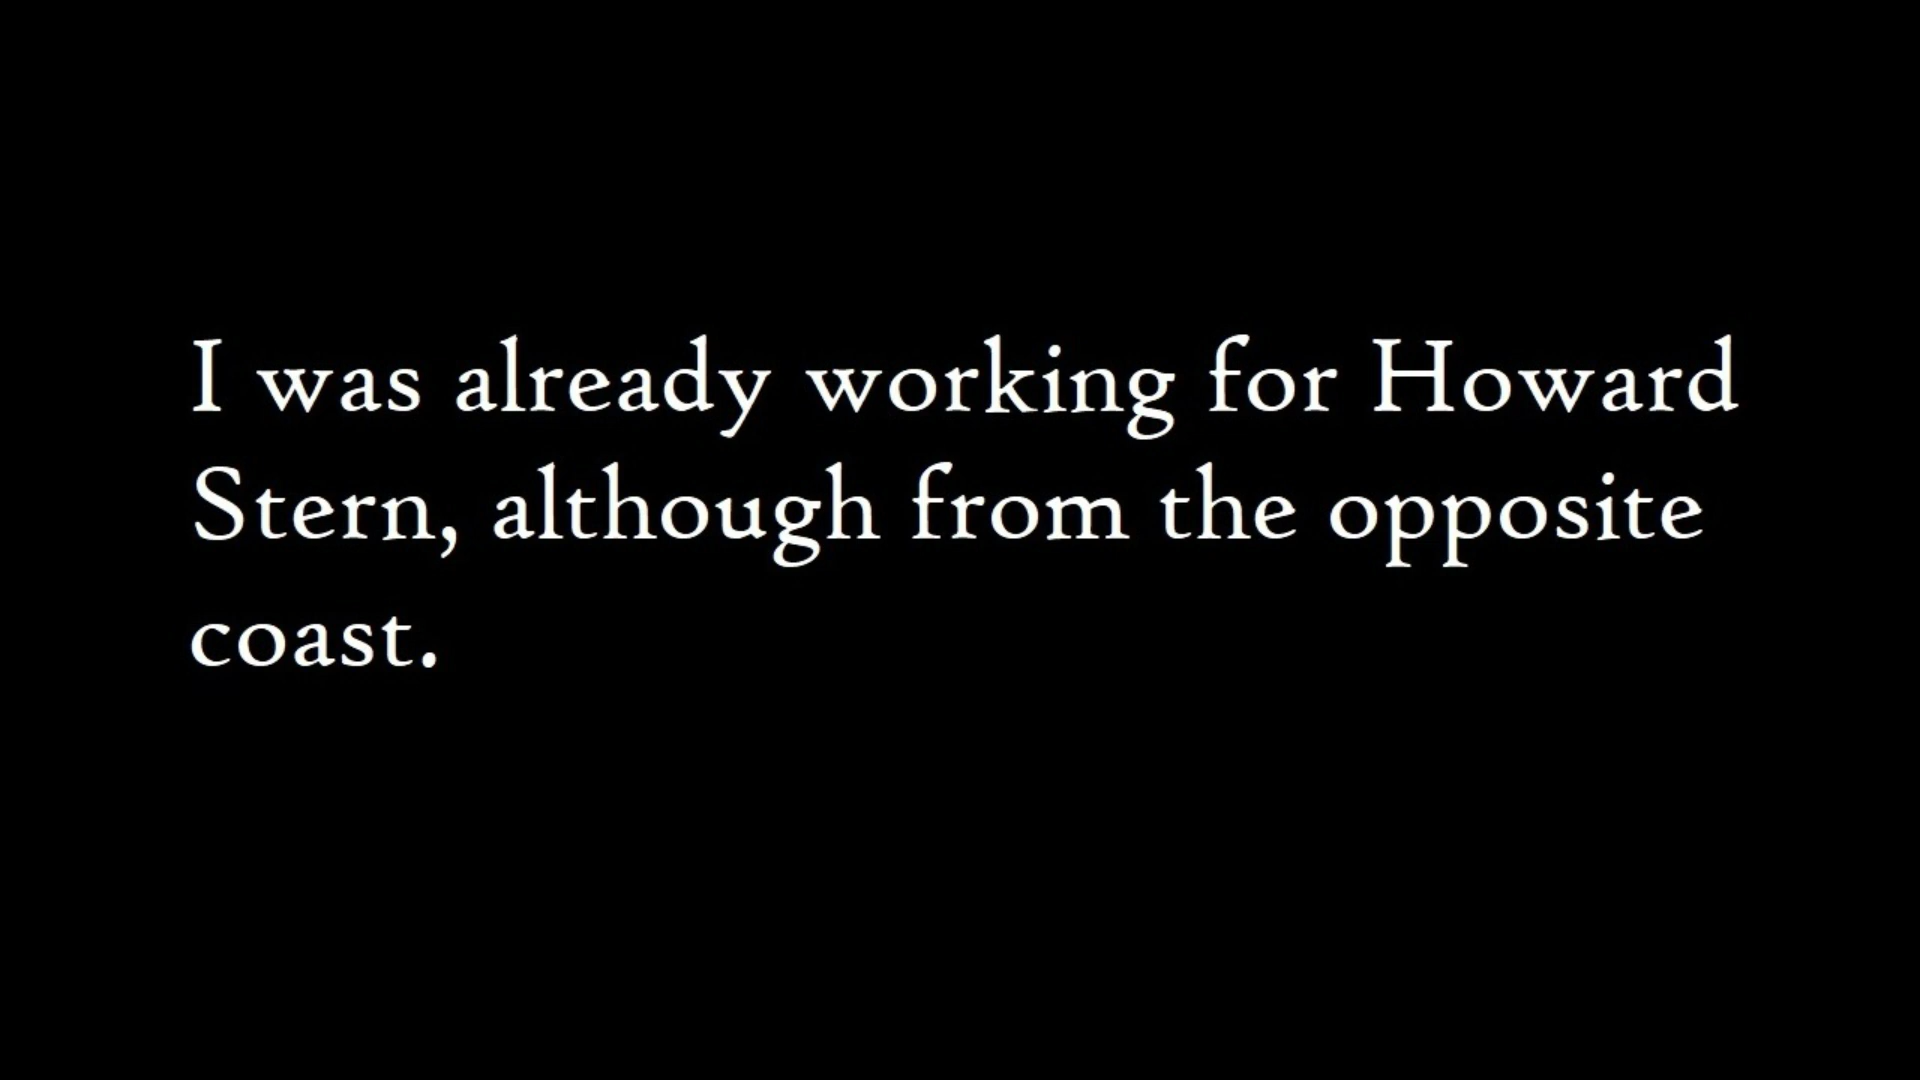 I was already working for Howard
Stern, although from the opposite
coast.